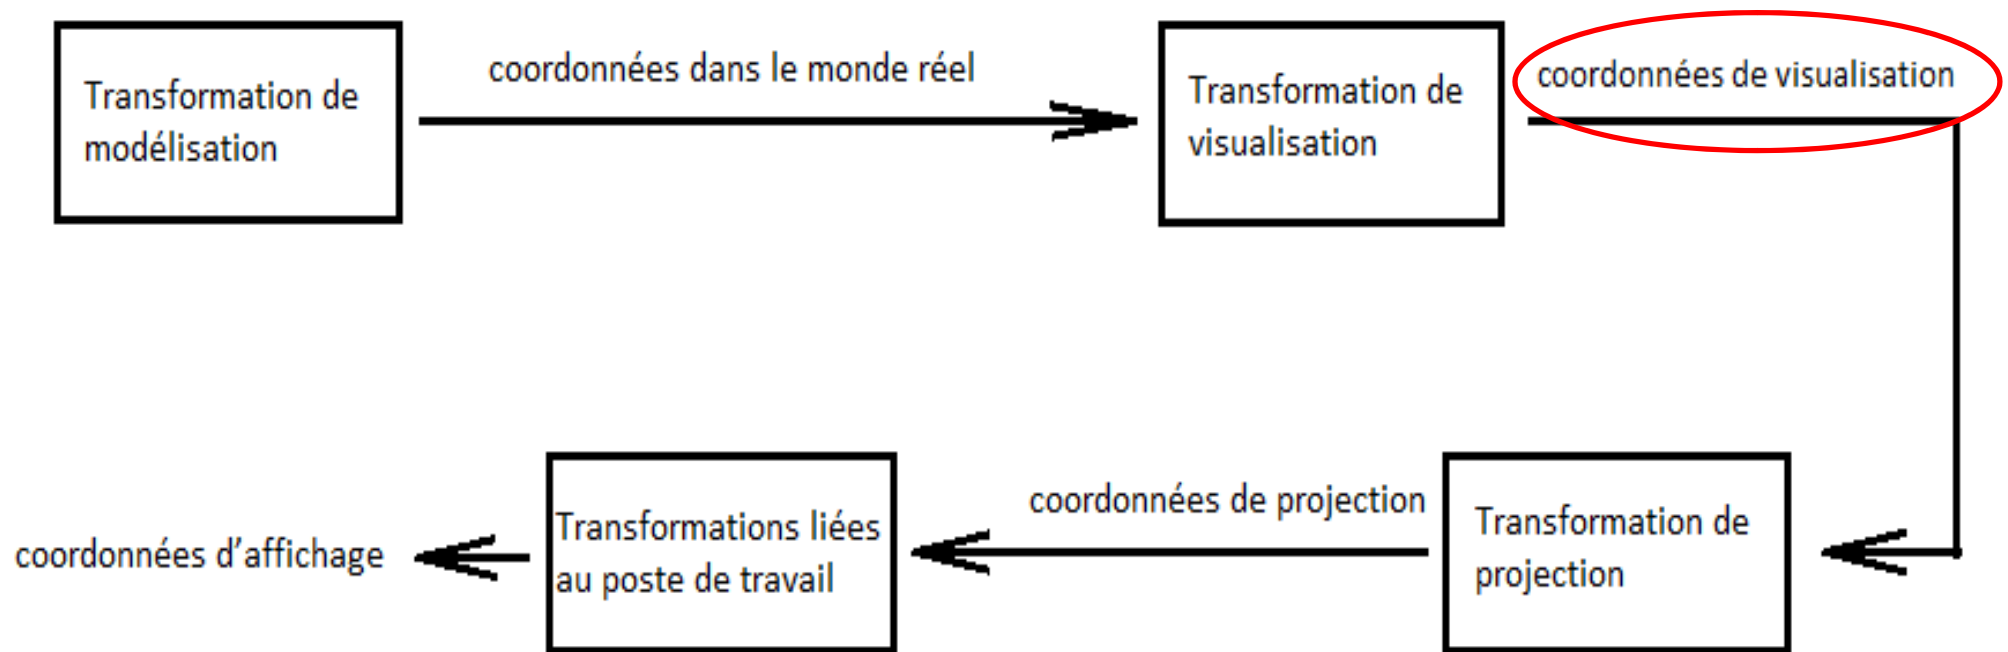 Transformation de
modélisation
coordonnées dans le monde réel
Transformation de
visualisation
coordonnées de visualisation
Transformation de
projection
coordonnées de projection
Transformations liées
au poste de travail
coordonnées d’affichage